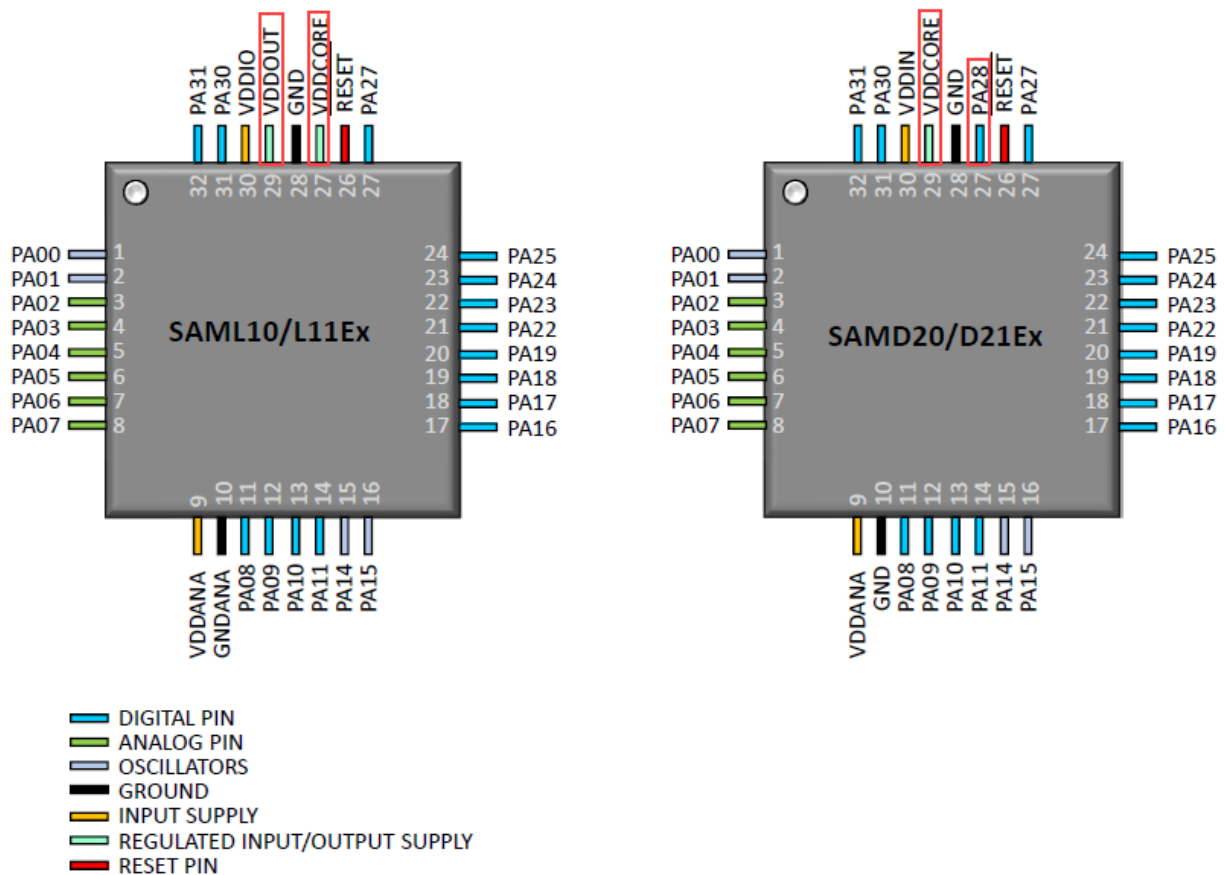 PA31 PA30 VDDIO VDDOUT GND VDDCORE RESET PA27
32 31 30 29 28 27 26 27
PA00 1
PA01 2
PA02 3
PA03 4
PA04 5
PA05 6
PA06 7
PA07 8
SAML10/L11Ex
24 PA25
23 PA24
22 PA23
21 PA22
20 PA19
19 PA18
18 PA17
17 PA16
9 10 11 12 13 14 15 16
VDDANA GNDANA PA08 PA09 PA10 PA11 PA14 PA15
PA31 PA30 VDDIN VDDCORE GND PA28 RESET PA27
32 31 30 29 28 27 26 27
PA00 1
PA01 2
PA02 3
PA03 4
PA04 5
PA05 6
PA06 7
PA07 8
SAMD20/D21Ex
24 PA25
23 PA24
22 PA23
21 PA22
20 PA19
19 PA18
18 PA17
17 PA16
9 10 11 12 13 14 15 16
VDDANA GND PA08 PA09 PA10 PA11 PA14 PA15
DIGITAL PIN
ANALOG PIN
OSCILLATORS
GROUND
INPUT SUPPLY
REGULATED INPUT/OUTPUT SUPPLY
RESET PIN